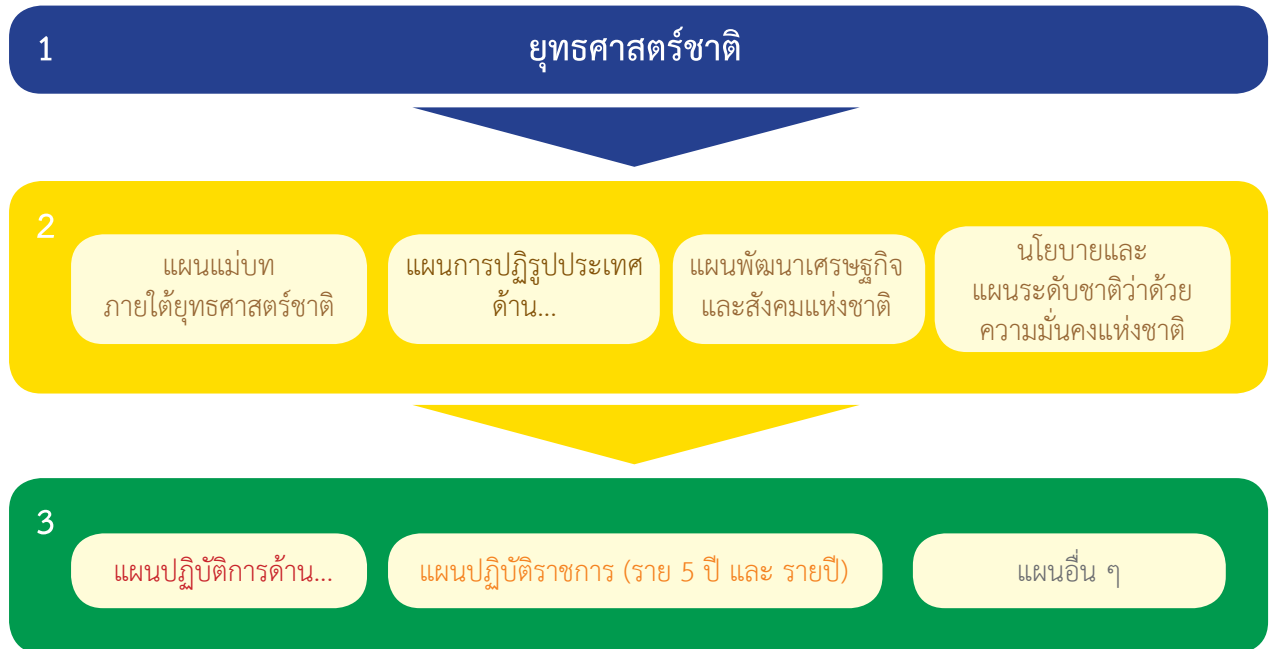 1
ยุทธศาสตร์ชาติ
2
แผนแม่บท
ภายใต้ยุทธศาสตร์ชาติ
แผนการปฏิรูปประเทศ
ด้าน...
แผนพัฒนาเศรษฐกิจ
และสังคมแห่งชาติ
นโยบายและ
แผนระดับชาติว่าด้วย
ความมั่นคงแห่งชาติ
3
แผนปฏิบัติการด้าน...
แผนปฏิบัติราชการ (ราย 5 ปี และ รายปี)
แผนอื่น ๆ